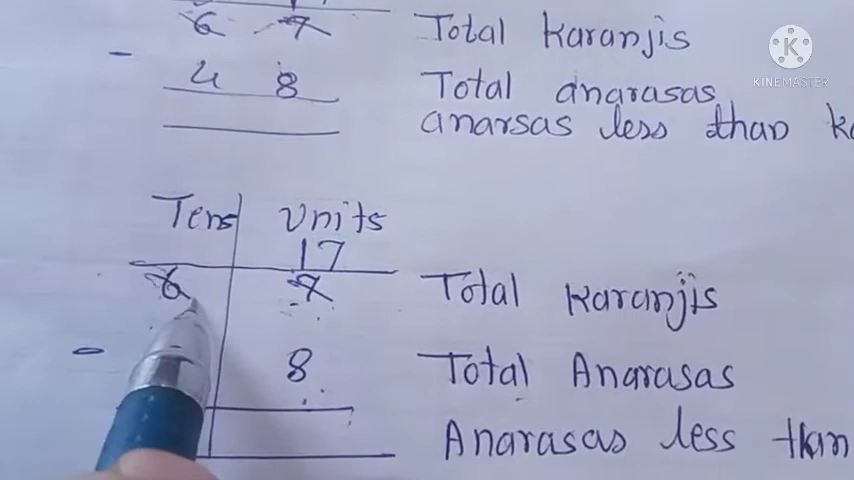 6 7 Total Karanjis
K
KINEMASTER
- 4 8 Total anarasas
anarsas less than
Tens Units
17
6 7 Total Karanjis
- 8 Total Anarasas
Anarasas less than